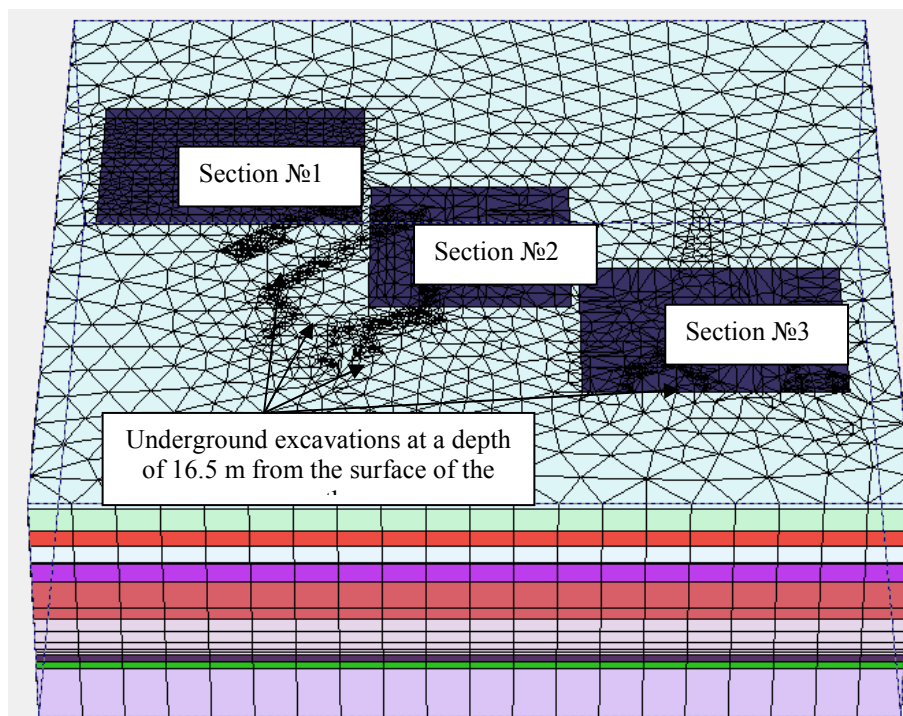 Section №1
Section №2
Section №3
Underground excavations at a depth
of 16.5 m from the surface of the